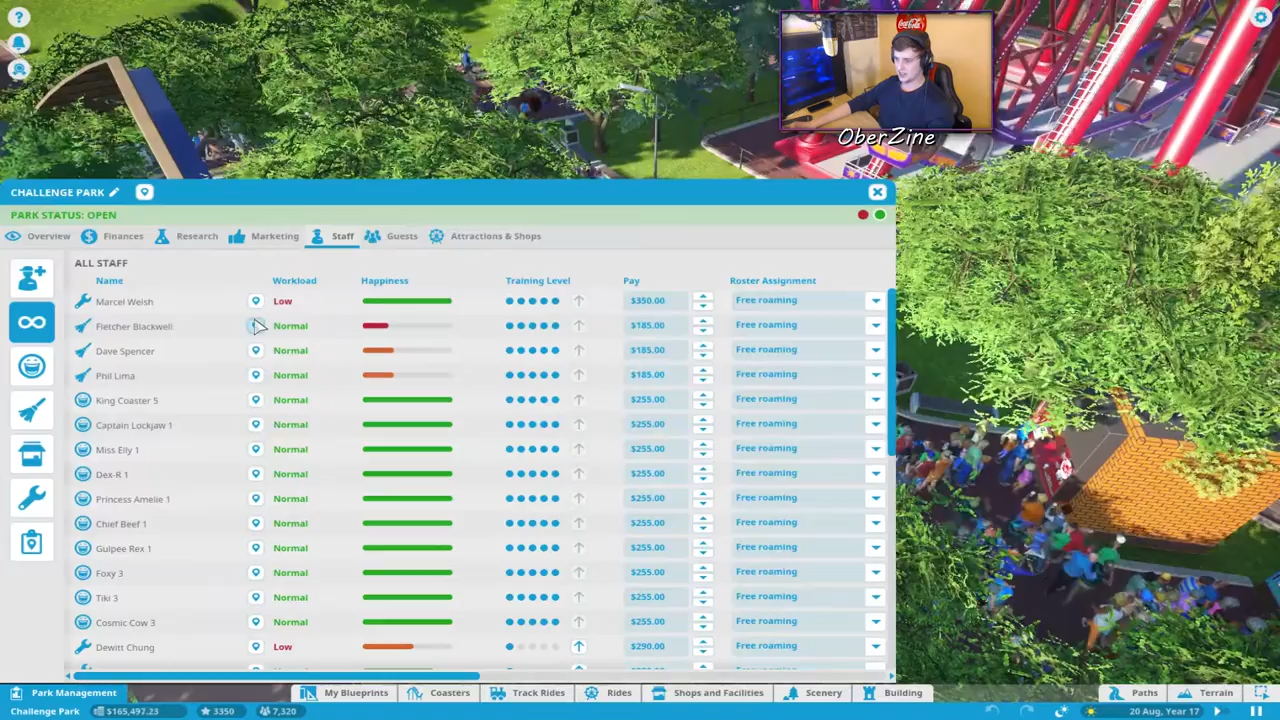 ?
Coca-Cola
OberZine
CHALLENGE PARK
PARK STATUS: OPEN
Overview Finances Research Marketing Staff Guests Attractions & Shops
ALL STAFF
Name Workload Happiness Training Level Pay Roster Assignment
Marcel Welsh Low $350.00 Free roaming
Fletcher Blackwell Normal $185.00 Free roaming
Dave Spencer Normal $185.00 Free roaming
Phil Lima Normal $185.00 Free roaming
King Coaster 5 Normal $255.00 Free roaming
Captain Lockjaw 1 Normal $255.00 Free roaming
Miss Elly 1 Normal $255.00 Free roaming
Dex-R 1 Normal $255.00 Free roaming
Princess Amelie 1 Normal $255.00 Free roaming
Chief Beef 1 Normal $255.00 Free roaming
Gulpee Rex 1 Normal $255.00 Free roaming
Foxy 3 Normal $255.00 Free roaming
Tiki 3 Normal $255.00 Free roaming
Cosmic Cow 3 Normal $255.00 Free roaming
Dewitt Chung Low $290.00 Free roaming
Park Management My Blueprints Coasters Track Rides Rides Shops and Facilities Scenery Building Paths Terrain
Challenge Park $165,497.23 3350 7,320 20 Aug, Year 17